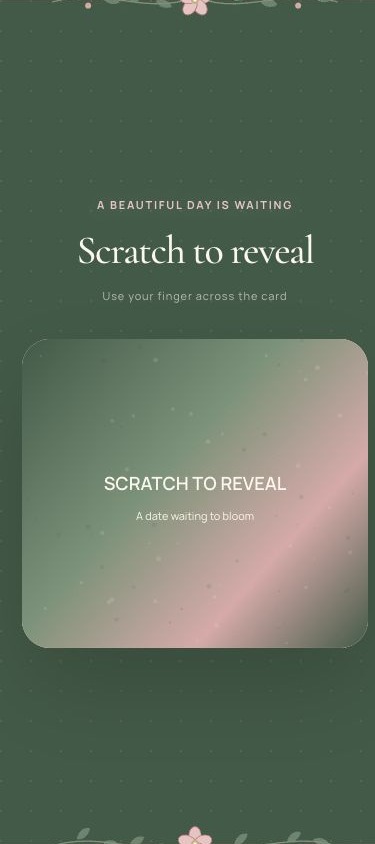 A BEAUTIFUL DAY IS WAITING
Scratch to reveal
Use your finger across the card
SCRATCH TO REVEAL
A date waiting to bloom